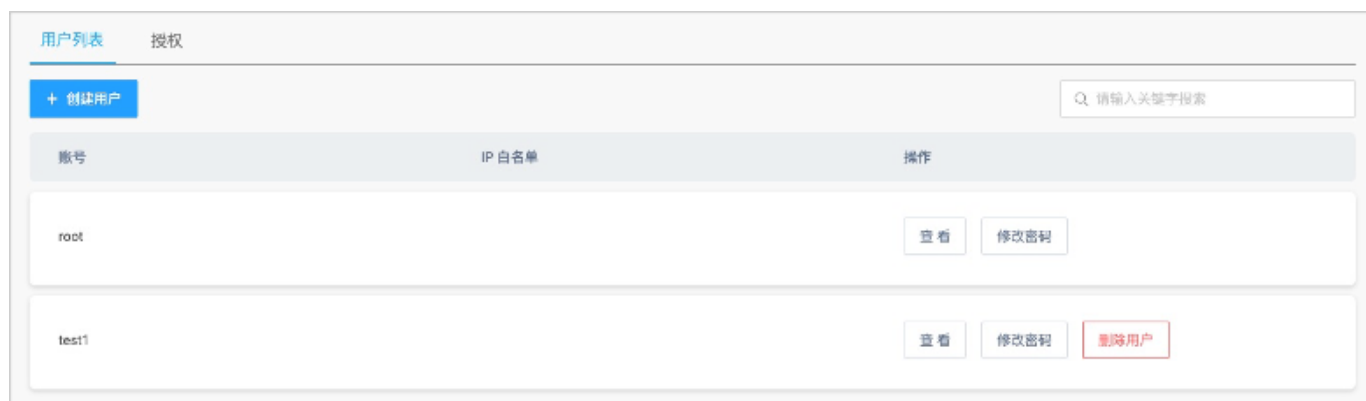 用户列表 授权
+ 创建用户 请输入关键字搜索
账号 IP 白名单 操作
root 查看 修改密码
test1 查看 修改密码 删除用户